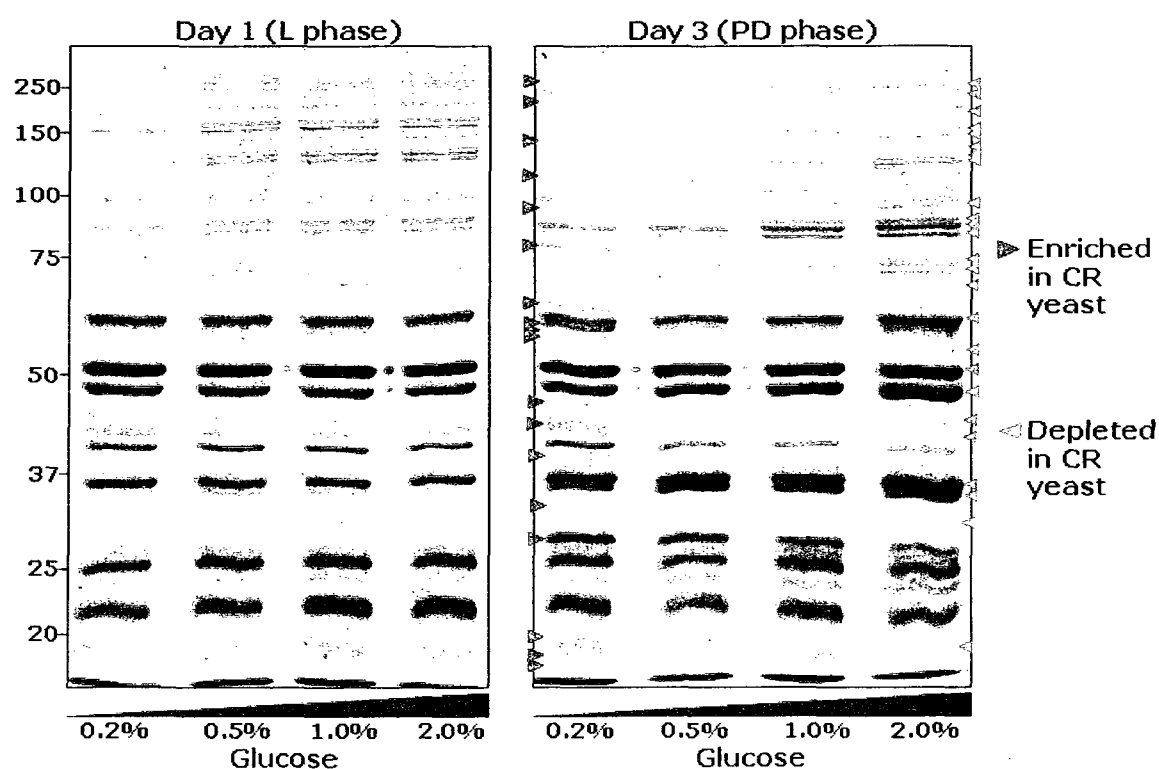 Day 1 (L phase)
Day 3 (PD phase)
250
150
100
75
50
37
25
20
Enriched
in CR
yeast
Depleted
in CR
yeast
0.2% 0.5% 1.0% 2.0%
Glucose
0.2% 0.5% 1.0% 2.0%
Glucose